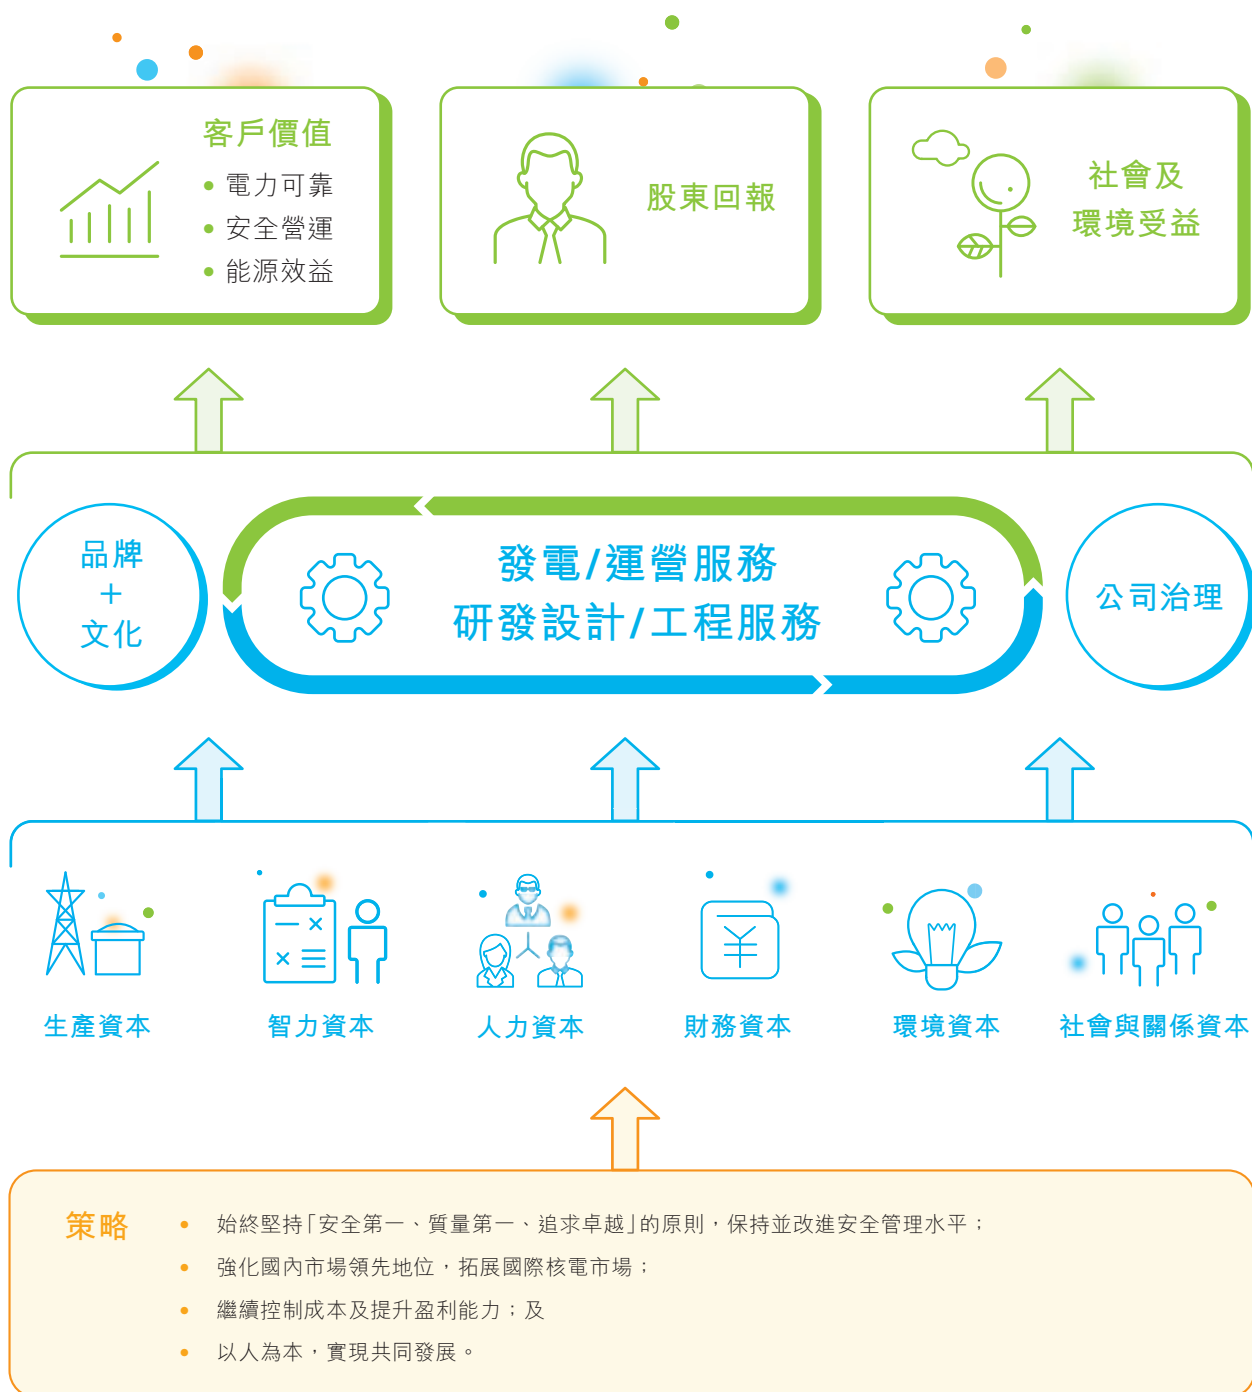 客戶價值
• 電力可靠
• 安全營運
• 能源效益
股東回報
社會及
環境受益
品牌
+
文化
發電/運營服務
研發設計/工程服務
公司治理
生產資本
智力資本
人力資本
財務資本
環境資本
社會與關係資本
策略
• 始終堅持「安全第一、質量第一、追求卓越」的原則，保持並改進安全管理水平；
• 強化國內市場領先地位，拓展國際核電市場；
• 繼續控制成本及提升盈利能力；及
• 以人為本，實現共同發展。